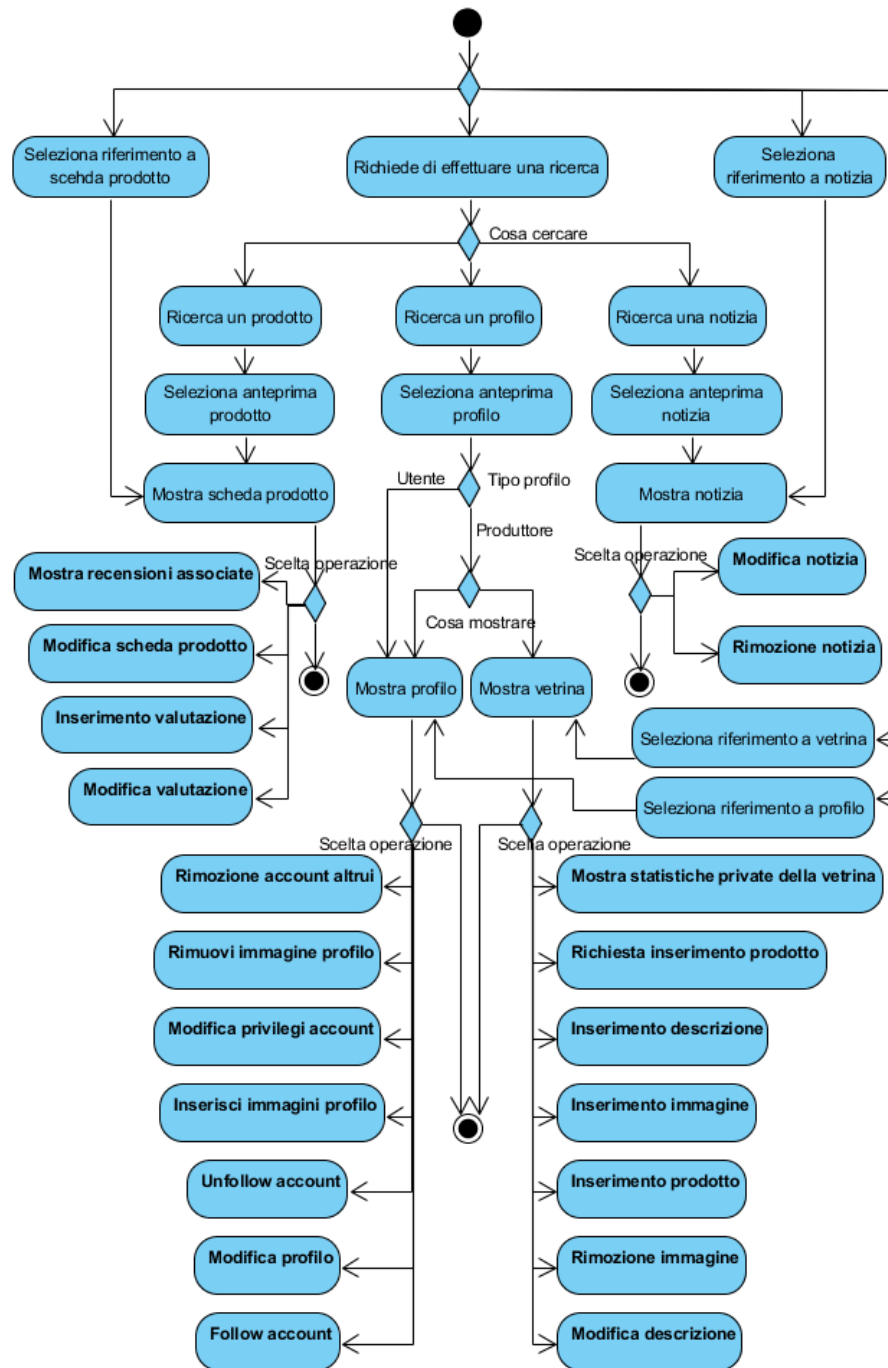 Seleziona riferimento a
scehda prodotto
Richiede di effettuare una ricerca
Seleziona
riferimento a notizia
Cosa cercare
Ricerca un prodotto
Ricerca un profilo
Ricerca una notizia
Seleziona anteprima
prodotto
Seleziona anteprima
profilo
Seleziona anteprima
notizia
Utente
Tipo profilo
Mostra scheda prodotto
Mostra notizia
Produttore
Scelta operazione
Scelta operazione
Mostra recensioni associate
Modifica notizia
Cosa mostrare
Modifica scheda prodotto
Rimozione notizia
Mostra profilo
Mostra vetrina
Inserimento valutazione
Seleziona riferimento a vetrina
Modifica valutazione
Seleziona riferimento a profilo
Scelta operazione
Scelta operazione
Rimozione account altrui
Mostra statistiche private della vetrina
Rimuovi immagine profilo
Richiesta inserimento prodotto
Modifica privilegi account
Inserimento descrizione
Inserisci immagini profilo
Inserimento immagine
Unfollow account
Inserimento prodotto
Modifica profilo
Rimozione immagine
Follow account
Modifica descrizione